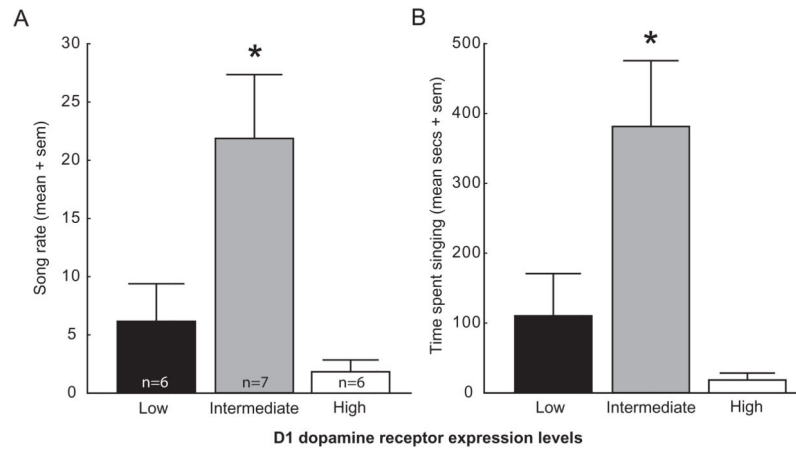 A
Song rate (mean + sem)
30
25
20
15
10
5
0
*
n=6
n=7
n=6
Low
Intermediate
High
B
Time spent singing (mean secs + sem)
500
400
300
200
100
0
*
Low
Intermediate
High
D1 dopamine receptor expression levels